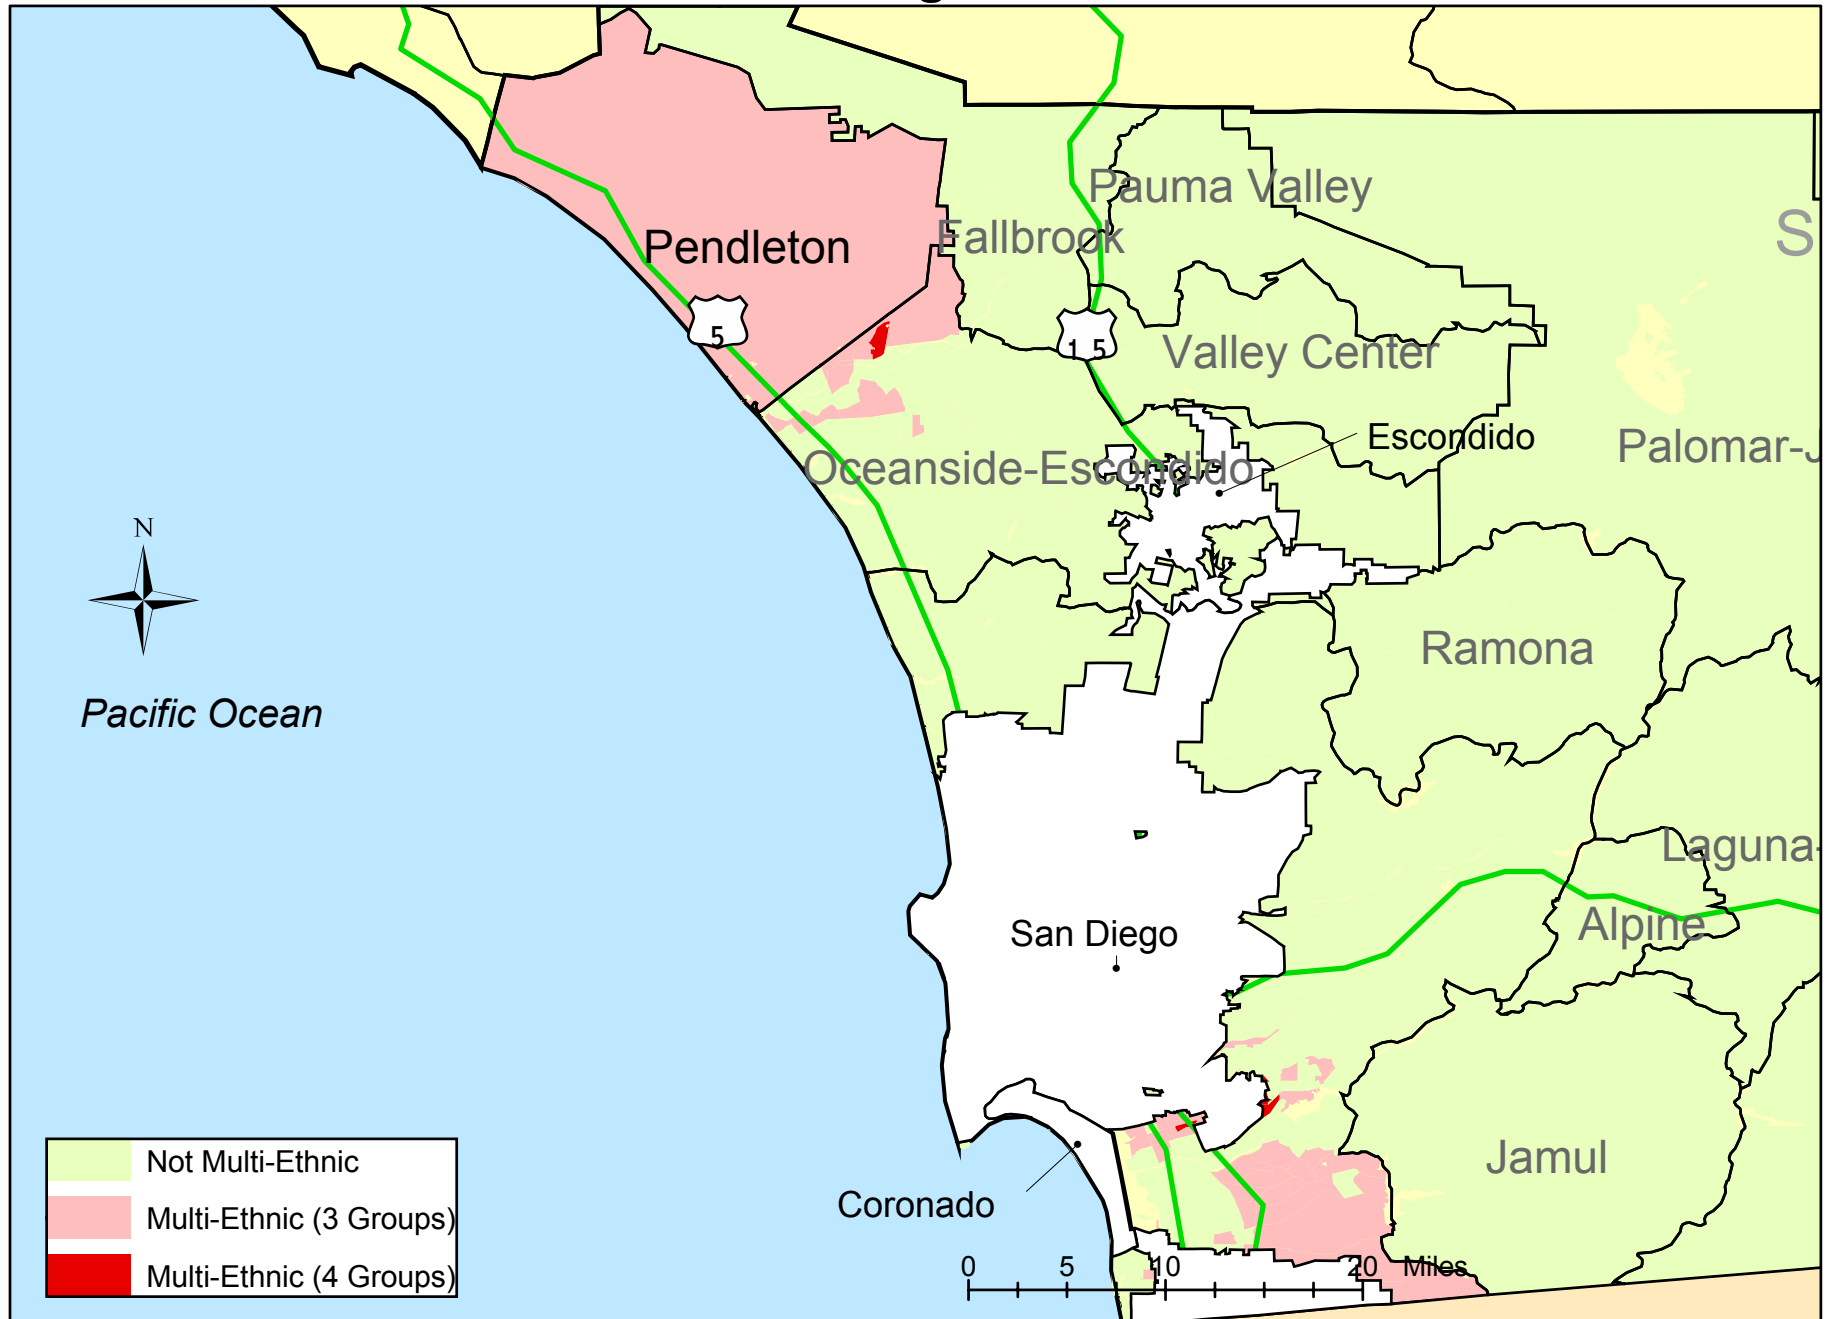 g
Pauma Valley
S
Fallbrook
Pendleton
5
15
Valley Center
Escondido
Palomar-J
Oceanside-Escondido
N
Ramona
Pacific Ocean
Laguna-
Alpine
San Diego
Jamul
Coronado
Not Multi-Ethnic
Multi-Ethnic (3 Groups)
Multi-Ethnic (4 Groups)
0 5 10 20 Miles